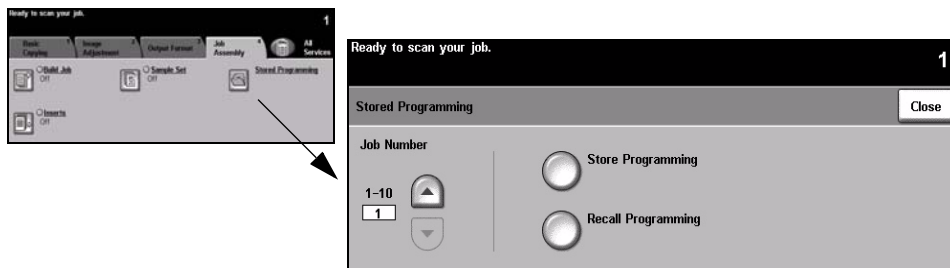 Ready to scan your job.
1
Basic Copying
Image Adjustment
Output Format
Job Assembly
All Services
Build Job
Off
Sample Set
Off
Stored Programming
Inserts
Off
Ready to scan your job.
1
Stored Programming
Close
Job Number
1-10
1
Store Programming
Recall Programming